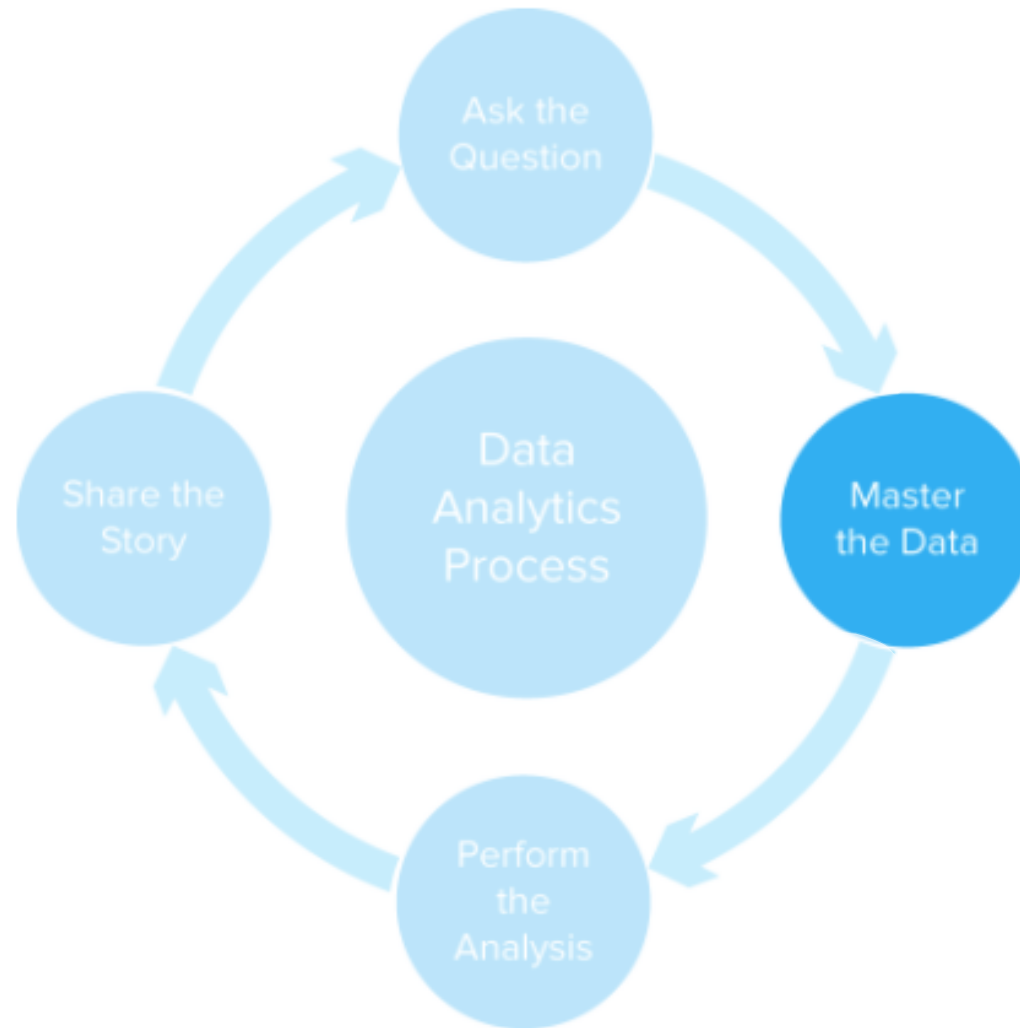 Ask the
Question
Master
the Data
Perform
the
Analysis
Share the
Story
Data
Analytics
Process